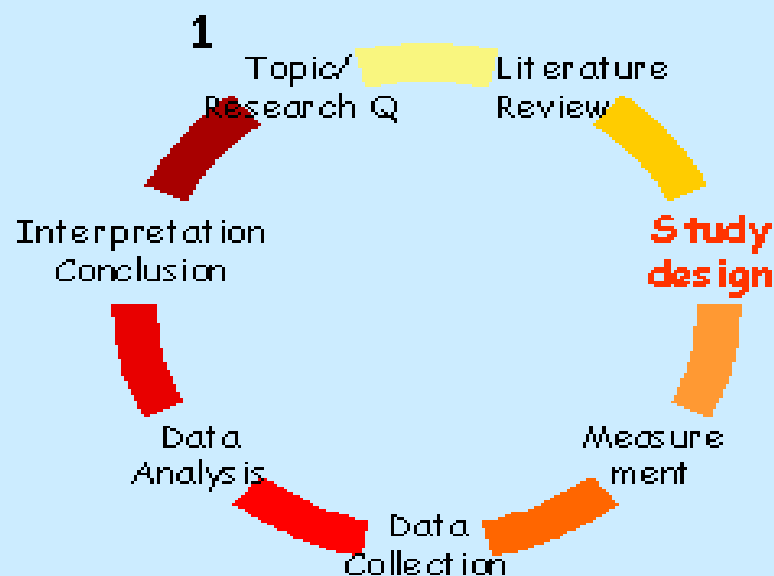 1
Topic/
Research Q
Literature
Review
Study
design
Measure
ment
Data
Collection
Data
Analysis
Interpretation
Conclusion